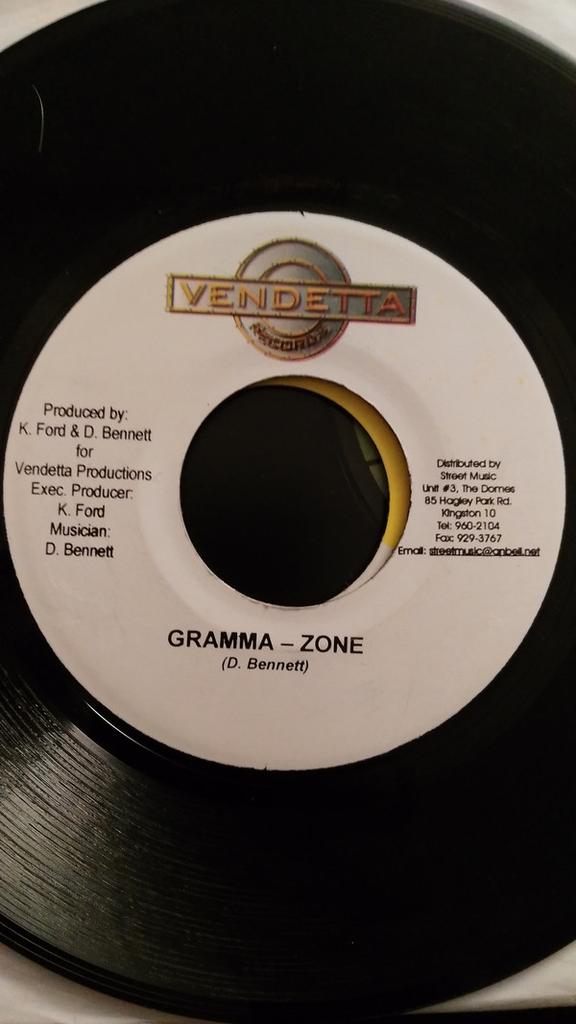 VENDETTA
RECORDS
Produced by:
K. Ford & D. Bennett
for
Vendetta Productions
Exec. Producer:
K. Ford
Musician:
D. Bennett
Distributed by
Street Music
Unit #3, The Domes
85 Hagley Park Rd.
Kingston 10
Tel: 960-2104
Fax: 929-3767
Email: streetmusic@anbell.net
GRAMMA – ZONE
(D. Bennett)